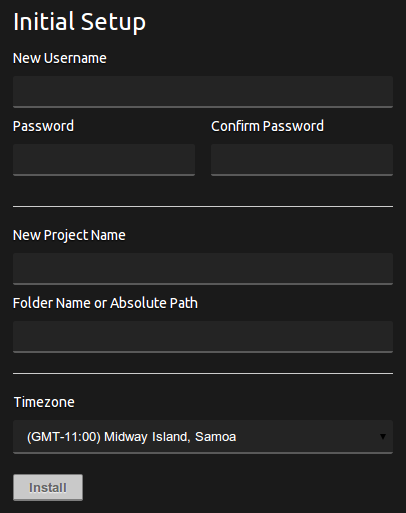 Initial Setup
New Username
Password Confirm Password
New Project Name
Folder Name or Absolute Path
Timezone
(GMT-11:00) Midway Island, Samoa
Install